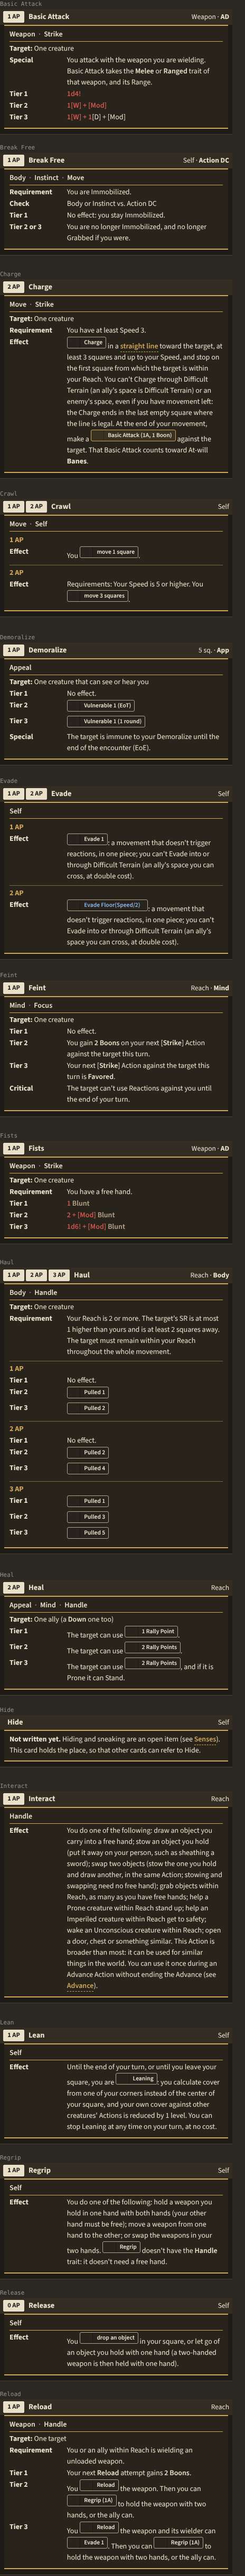 Basic Attack
1 AP Basic Attack Weapon · AD
Weapon · Strike
Target: One creature
Special You attack with the weapon you are wielding.
Basic Attack takes the Melee or Ranged trait of
that weapon, and its Range.
Tier 1 1d4!
Tier 2 1[W] + [Mod]
Tier 3 1[W] + 1[D] + [Mod]
Break Free
1 AP Break Free Self · Action DC
Body · Instinct · Move
Requirement You are Immobilized.
Check Body or Instinct vs. Action DC
Tier 1 No effect: you stay Immobilized.
Tier 2 or 3 You are no longer Immobilized, and no longer
Grabbed if you were.
Charge
2 AP Charge
Move · Strike
Target: One creature
Requirement You have at least Speed 3.
Effect Charge in a straight line toward the target, at
least 3 squares and up to your Speed, and stop on
the first square from which the target is within
your Reach. You can't Charge through Difficult
Terrain (an ally's space is Difficult Terrain) or an
enemy's space, even if you have movement left:
the Charge ends in the last empty square where
the line is legal. At the end of your movement,
make a Basic Attack (1A, 1 Boon) against the
target. That Basic Attack counts toward At-will
Banes.
Crawl
1 AP 2 AP Crawl Self
Move · Self
1 AP
Effect You move 1 square.
2 AP
Effect Requirements: Your Speed is 5 or higher. You
move 3 squares.
Demoralize
1 AP Demoralize 5 sq. · App
Appeal
Target: One creature that can see or hear you
Tier 1 No effect.
Tier 2 Vulnerable 1 (EoT)
Tier 3 Vulnerable 1 (1 round)
Special The target is immune to your Demoralize until the
end of the encounter (EoE).
Evade
1 AP 2 AP Evade Self
Self
1 AP
Effect Evade 1: a movement that doesn't trigger
reactions, in one piece; you can't Evade into or
through Difficult Terrain (an ally's space you can
cross, at double cost).
2 AP
Effect Evade Floor(Speed/2): a movement that
doesn't trigger reactions, in one piece; you can't
Evade into or through Difficult Terrain (an ally's
space you can cross, at double cost).
Feint
1 AP Feint Reach · Mind
Mind · Focus
Target: One creature
Tier 1 No effect.
Tier 2 You gain 2 Boons on your next [Strike] Action
against the target this turn.
Tier 3 Your next [Strike] Action against the target this
turn is Favored.
Critical The target can't use Reactions against you until
the end of your turn.
Fists
1 AP Fists Weapon · AD
Weapon · Strike
Target: One creature
Requirement You have a free hand.
Tier 1 1 Blunt
Tier 2 2 + [Mod] Blunt
Tier 3 1d6! + [Mod] Blunt
Haul
1 AP 2 AP 3 AP Haul Reach · Body
Body · Handle
Target: One creature
Requirement Your Reach is 2 or more. The target's SR is at most
1 higher than yours and is at least 2 squares away.
The target must remain within your Reach
throughout the whole movement.
1 AP
Tier 1 No effect.
Tier 2 Pulled 1
Tier 3 Pulled 2
2 AP
Tier 1 No effect.
Tier 2 Pulled 2
Tier 3 Pulled 4
3 AP
Tier 1 Pulled 1
Tier 2 Pulled 3
Tier 3 Pulled 5
Heal
2 AP Heal Reach
Appeal · Mind · Handle
Target: One ally (a Down one too)
Tier 1 The target can use 1 Rally Point.
Tier 2 The target can use 2 Rally Points.
Tier 3 The target can use 2 Rally Points, and if it is
Prone it can Stand.
Hide
Hide Self
Not written yet. Hiding and sneaking are an open item (see Senses).
This card holds the place, so that other cards can refer to Hide.
Interact
1 AP Interact Reach
Handle
Effect You do one of the following: draw an object you
carry into a free hand; stow an object you hold
(put it away on your person, such as sheathing a
sword); swap two objects (stow the one you hold
and draw another, in the same Action; stowing and
swapping need no free hand); grab objects within
Reach, as many as you have free hands; help a
Prone creature within Reach stand up; help an
Imperiled creature within Reach get to safety;
wake an Unconscious creature within Reach; open
a door, chest or something similar. This Action is
broader than most: it can be used for similar
things in the world. You can use it once during an
Advance Action without ending the Advance (see
Advance).
Lean
1 AP Lean Self
Self
Effect Until the end of your turn, or until you leave your
square, you are Leaning: you calculate cover
from one of your corners instead of the center of
your square, and your own cover against other
creatures' Actions is reduced by 1 level. You can
stop Leaning at any time on your turn, at no cost.
Regrip
1 AP Regrip Self
Self
Effect You do one of the following: hold a weapon you
hold in one hand with both hands (your other
hand must be free); move a weapon from one
hand to the other; or swap the weapons in your
two hands. Regrip doesn't have the Handle
trait: it doesn't need a free hand.
Release
0 AP Release Self
Self
Effect You drop an object in your square, or let go of
an object you hold with one hand (a two-handed
weapon is then held with one hand).
Reload
1 AP Reload Reach
Weapon · Handle
Target: One target
Requirement You or an ally within Reach is wielding an
unloaded weapon.
Tier 1 Your next Reload attempt gains 2 Boons.
Tier 2 You Reload the weapon. Then you can
Regrip (1A) to hold the weapon with two
hands, or the ally can.
Tier 3 You Reload the weapon and its wielder can
Evade 1. Then you can Regrip (1A) to
hold the weapon with two hands, or the ally can.